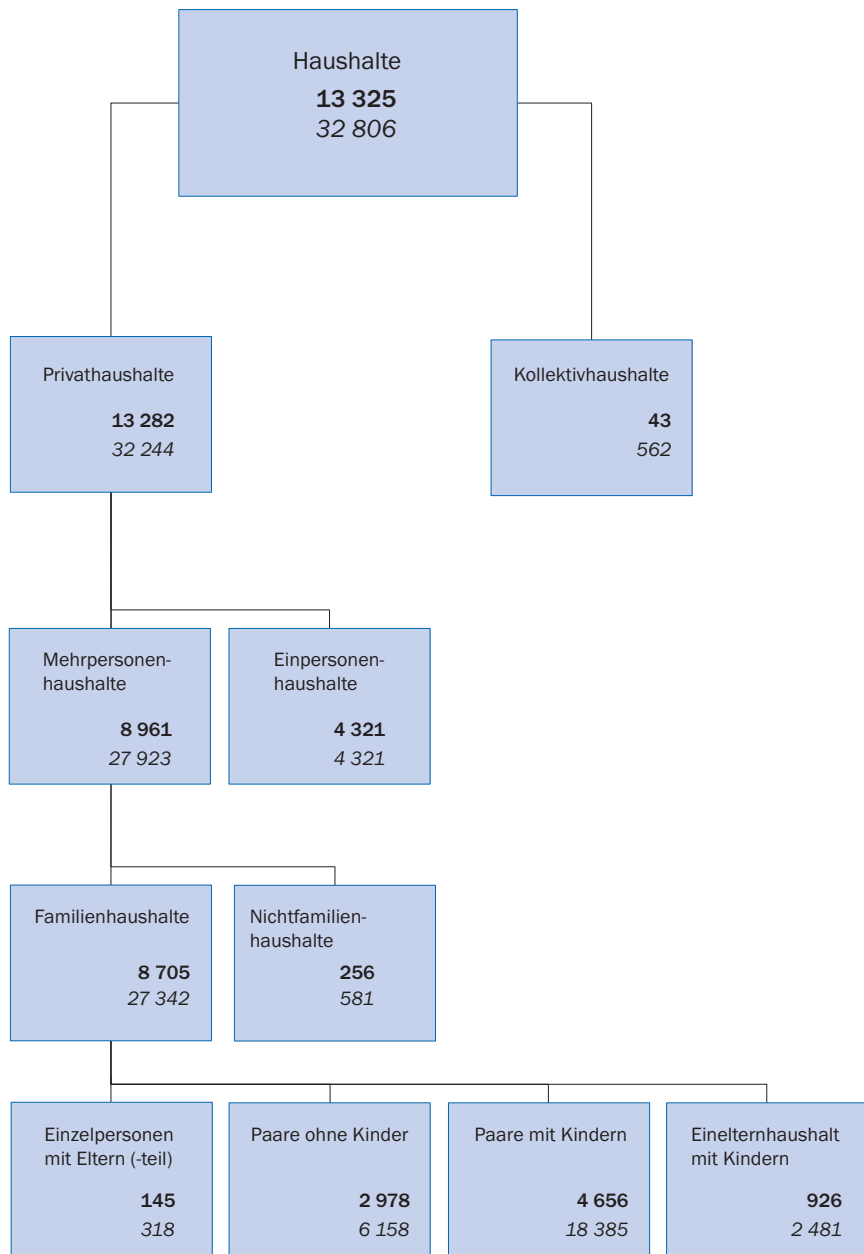 Haushalte
13 325
32 806
Privathaushalte
13 282
32 244
Kollektivhaushalte
43
562
Mehrpersonen-
haushalte
8 961
27 923
Einpersonen-
haushalte
4 321
4 321
Familienhaushalte
8 705
27 342
Nichtfamilien-
haushalte
256
581
Einzelpersonen
mit Eltern (-teil)
145
318
Paare ohne Kinder
2 978
6 158
Paare mit Kindern
4 656
18 385
Einelternhaushalt
mit Kindern
926
2 481